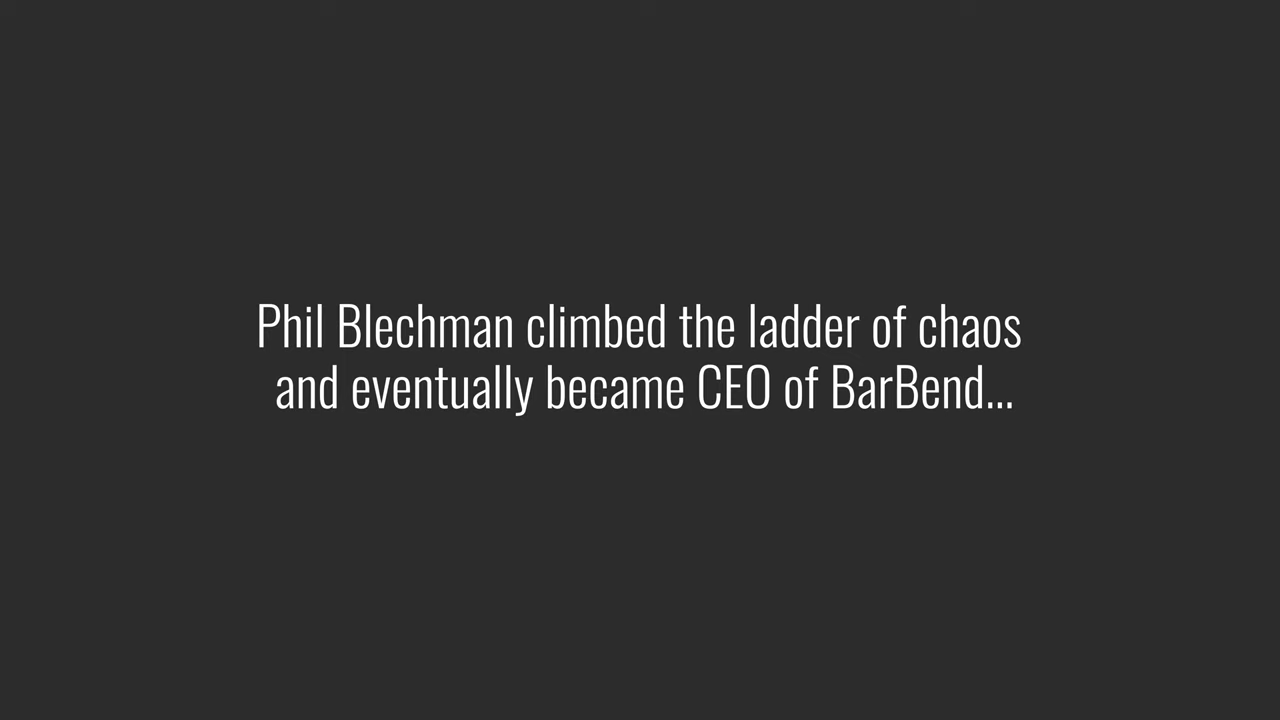 Phil Blechman climbed the ladder of chaos
and eventually became CEO of BarBend...